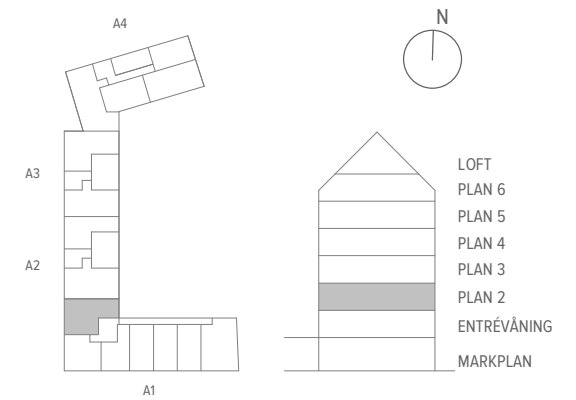 A4
N
A3
A2
A1
LOFT
PLAN 6
PLAN 5
PLAN 4
PLAN 3
PLAN 2
ENTRÉVÅNING
MARKPLAN